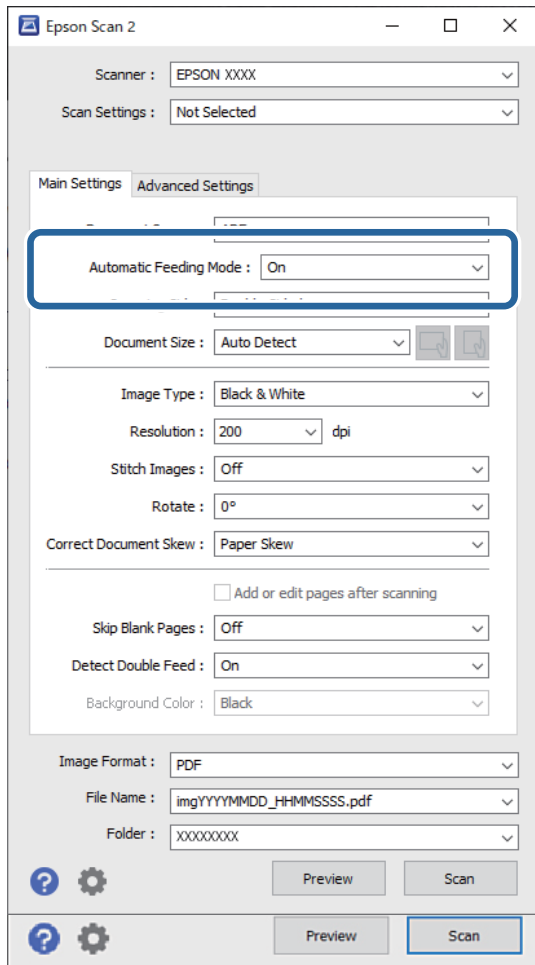 Epson Scan 2
Scanner : EPSON XXXX
Scan Settings : Not Selected
Main Settings Advanced Settings
Automatic Feeding Mode : On
Document Size : Auto Detect
Image Type : Black & White
Resolution : 200 dpi
Stitch Images : Off
Rotate : 0°
Correct Document Skew : Paper Skew
Add or edit pages after scanning
Skip Blank Pages : Off
Detect Double Feed : On
Background Color : Black
Image Format : PDF
File Name : imgYYYYMMDD_HHMMSSSS.pdf
Folder : XXXXXXXX
? Preview Scan
? Preview Scan